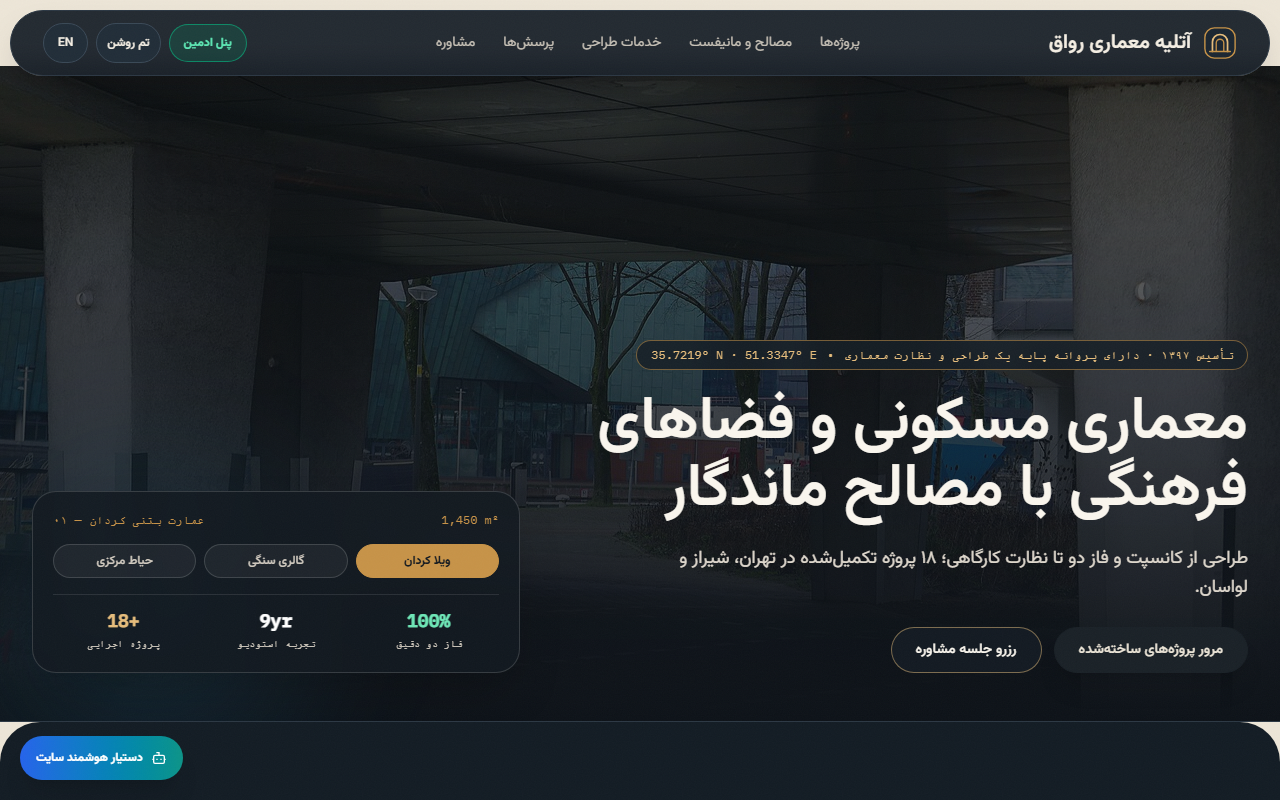 آتلیه معماری رواق
پروژه‌ها
مصالح و مانیفست
خدمات طراحی
پرسش‌ها
مشاوره
پنل ادمین
تم روشن
EN
تأسیس ۱۳۹۷ · دارای پروانه پایه یک طراحی و نظارت معماری • 35.7219° N · 51.3347° E
معماری مسکونی و فضاهای
فرهنگی با مصالح ماندگار
طراحی از کانسپت و فاز دو تا نظارت کارگاهی؛ ۱۸ پروژه تکمیل‌شده در تهران، شیراز و
لواسان.
مرور پروژه‌های ساخته‌شده
رزرو جلسه مشاوره
1,450 m²
عمارت بتنی کردان — ۰۱
ویلا کردان
گالری سنگی
حیاط مرکزی
100%
فاز دو دقیق
9yr
تجربه استودیو
18+
پروژه اجرایی
دستیار هوشمند سایت